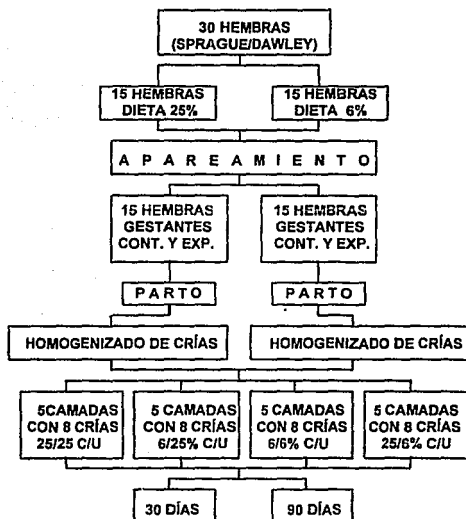 30 HEMBRAS
(SPRAGUE/DAWLEY)
15 HEMBRAS
DIETA 25%
15 HEMBRAS
DIETA 6%
A P A R E A M I E N T O
15 HEMBRAS
GESTANTES
CONT. Y EXP.
15 HEMBRAS
GESTANTES
CONT. Y EXP.
PARTO
PARTO
HOMOGENIZADO DE CRÍAS
HOMOGENIZADO DE CRÍAS
5 CAMADAS
CON 8 CRÍAS
25/25 C/U
5 CAMADAS
CON 8 CRÍAS
6/25% C/U
5 CAMADAS
CON 8 CRÍAS
6/6% C/U
5 CAMADAS
CON 8 CRÍAS
25/6% C/U
30 DÍAS
90 DÍAS